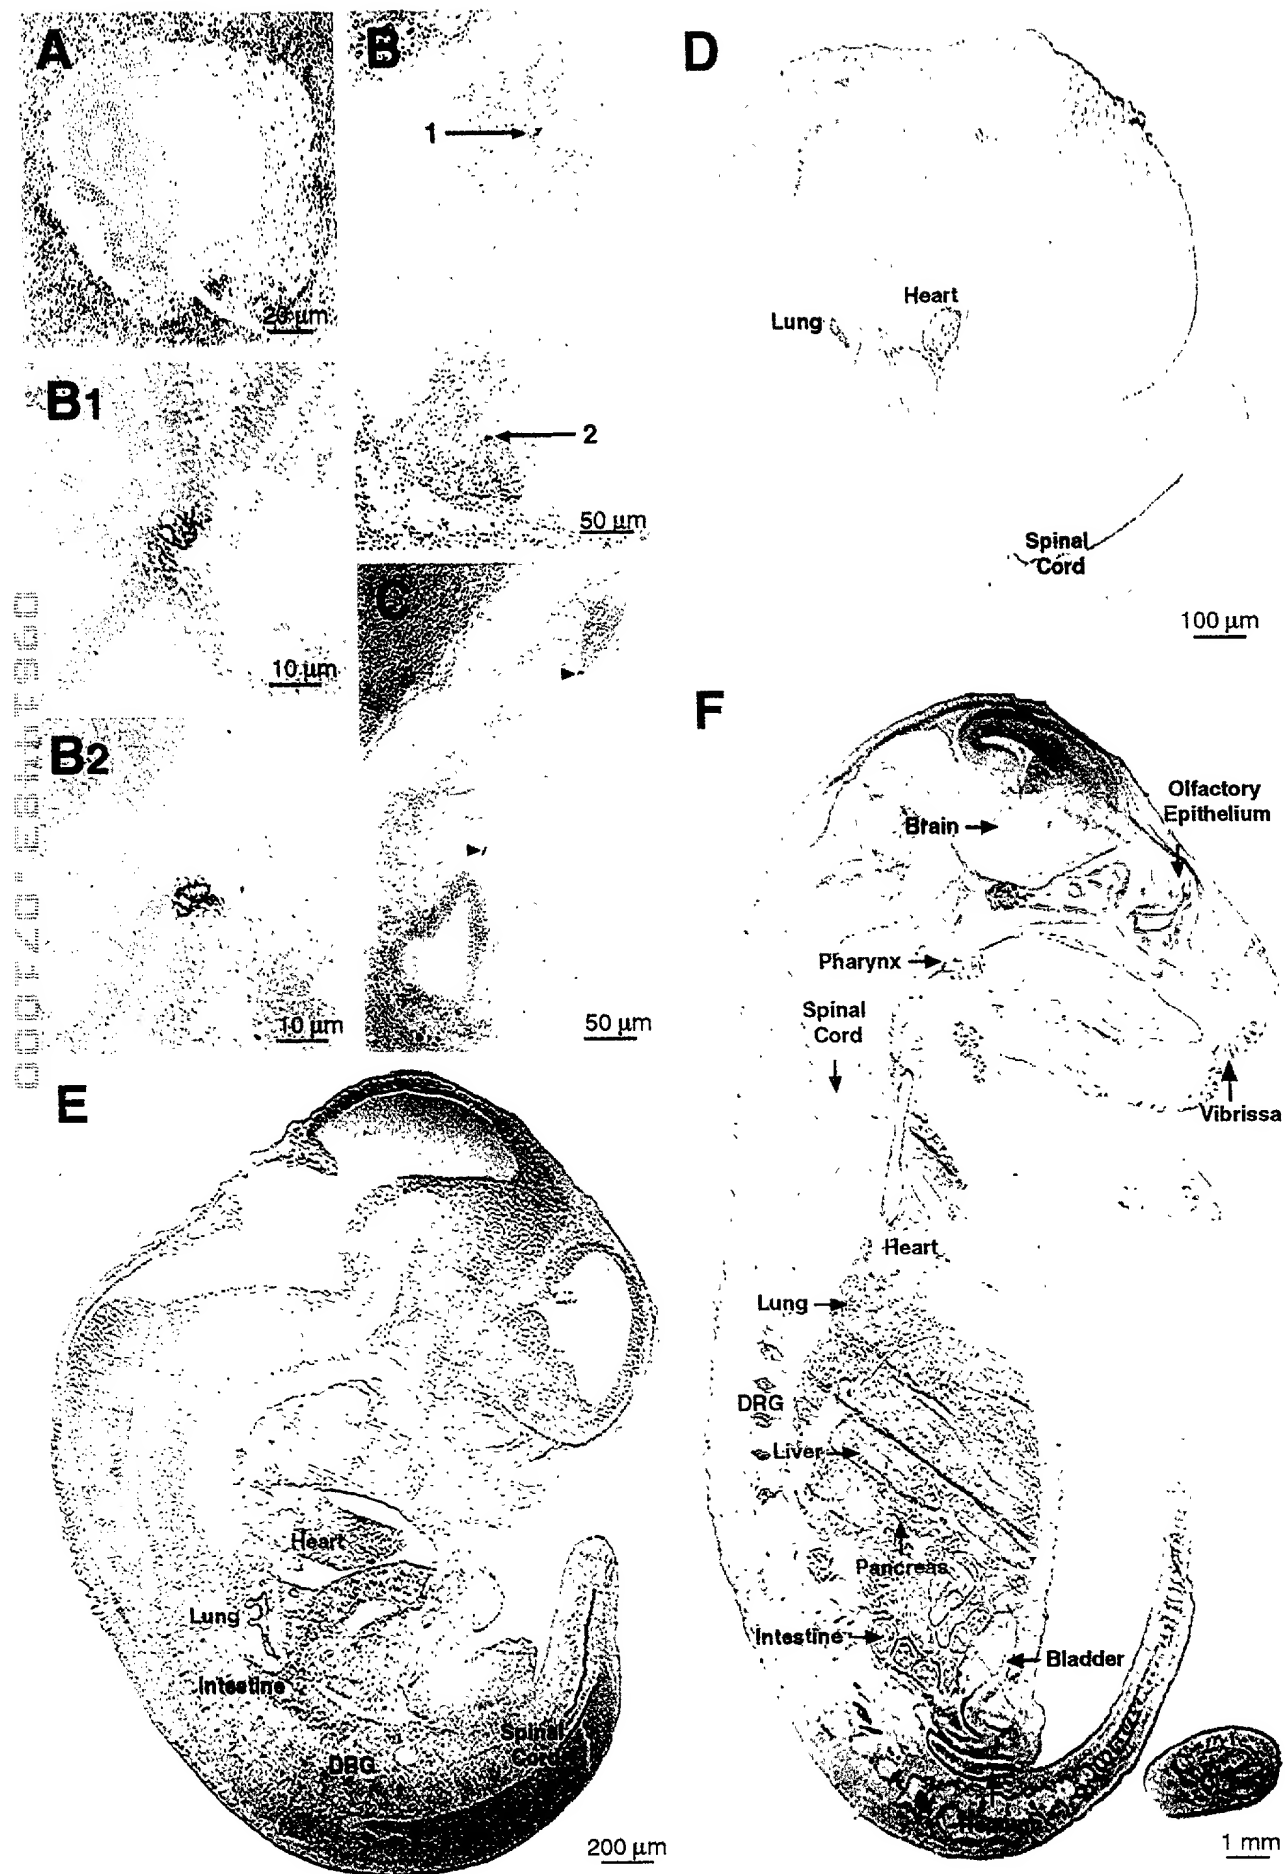 A
20 µm
B
1
2
50 µm
B1
10 µm
B2
10 µm
C
50 µm
D
Heart
Lung
Spinal
Cord
100 µm
E
Heart
Lung
Intestine
DRG
Spinal
Cord
200 µm
F
Olfactory
Epithelium
Brain
Pharynx
Spinal
Cord
Vibrissa
Heart
Lung
DRG
Liver
Pancreas
Intestine
Bladder
1 mm